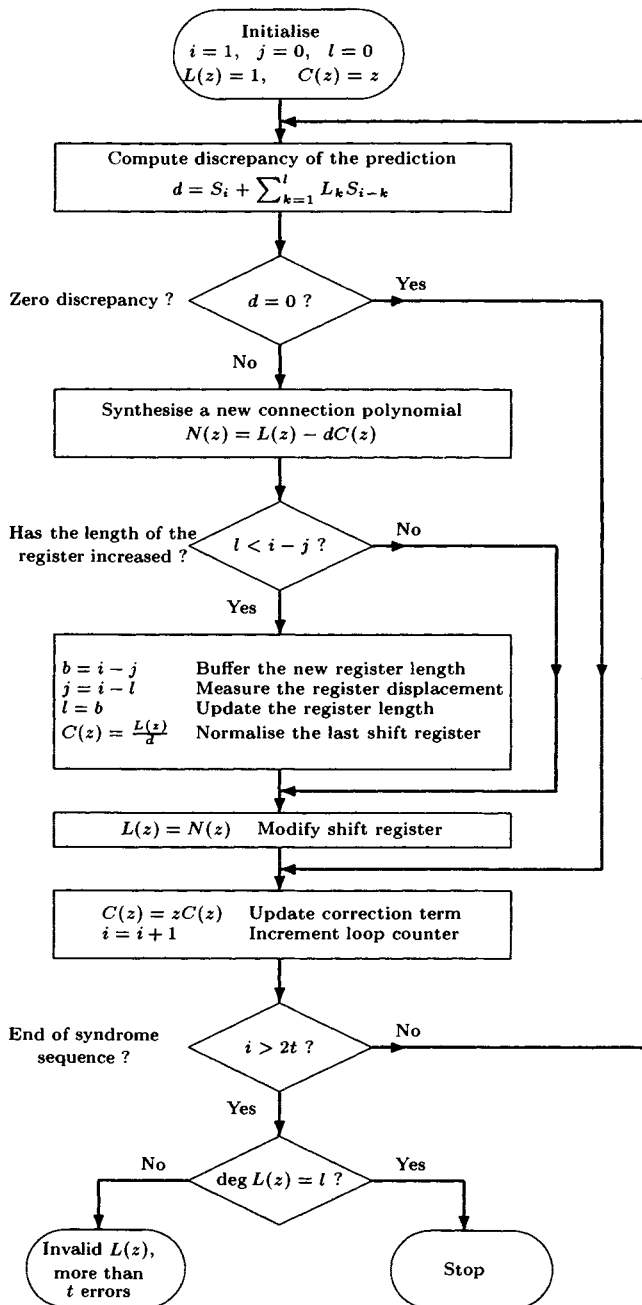 Initialise
i = 1, j = 0, l = 0
L(z) = 1, C(z) = z
Compute discrepancy of the prediction
d = S_i + ∑_{k=1}^{l} L_k S_{i−k}
Zero discrepancy ?
d = 0 ?
Yes
No
Synthesise a new connection polynomial
N(z) = L(z) − dC(z)
Has the length of the
register increased ?
l < i − j ?
No
Yes
b = i − j Buffer the new register length
j = i − l Measure the register displacement
l = b Update the register length
C(z) = \frac{L(z)}{d} Normalise the last shift register
L(z) = N(z) Modify shift register
C(z) = zC(z) Update correction term
i = i + 1 Increment loop counter
End of syndrome
sequence ?
i > 2t ?
No
Yes
deg L(z) = l ?
No
Yes
Invalid L(z),
more than
t errors
Stop